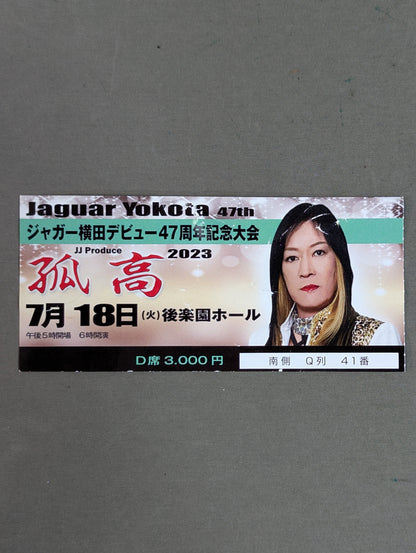 Jaguar Yokota 47th
ジャガー横田デビュー47周年記念大会
JJ Produce
2023
孤高
7月18日(火)後楽園ホール
午後5時開場 6時開演
D席 3.000円
南側 Q列 41番